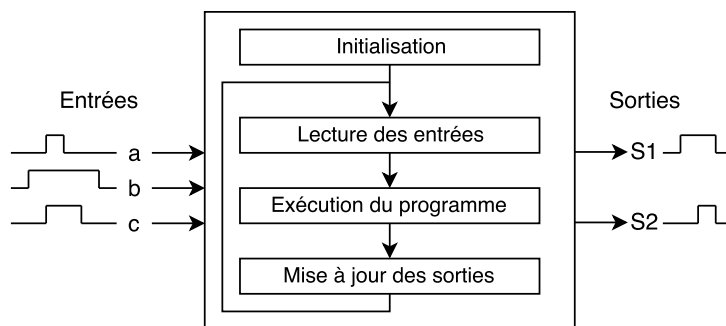 Initialisation
Entrées
Sorties
Lecture des entrées
a
S1
b
Exécution du programme
c
S2
Mise à jour des sorties